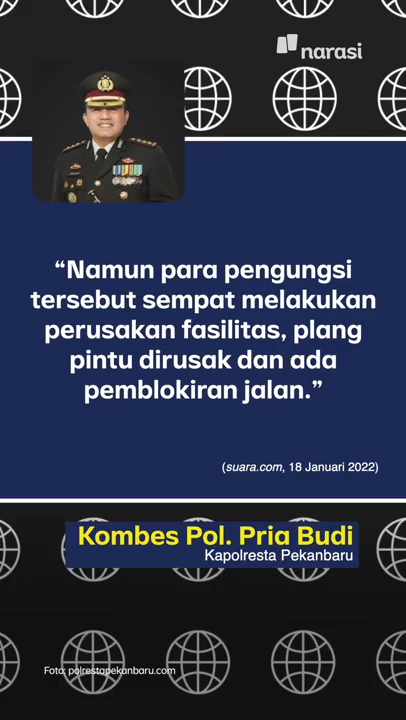 narasi
“Namun para pengungsi
tersebut sempat melakukan
perusakan fasilitas, plang
pintu dirusak dan ada
pemblokiran jalan.”
(suara.com, 18 Januari 2022)
Kombes Pol. Pria Budi
Kapolresta Pekanbaru
Foto: polrestapekanbaru.com